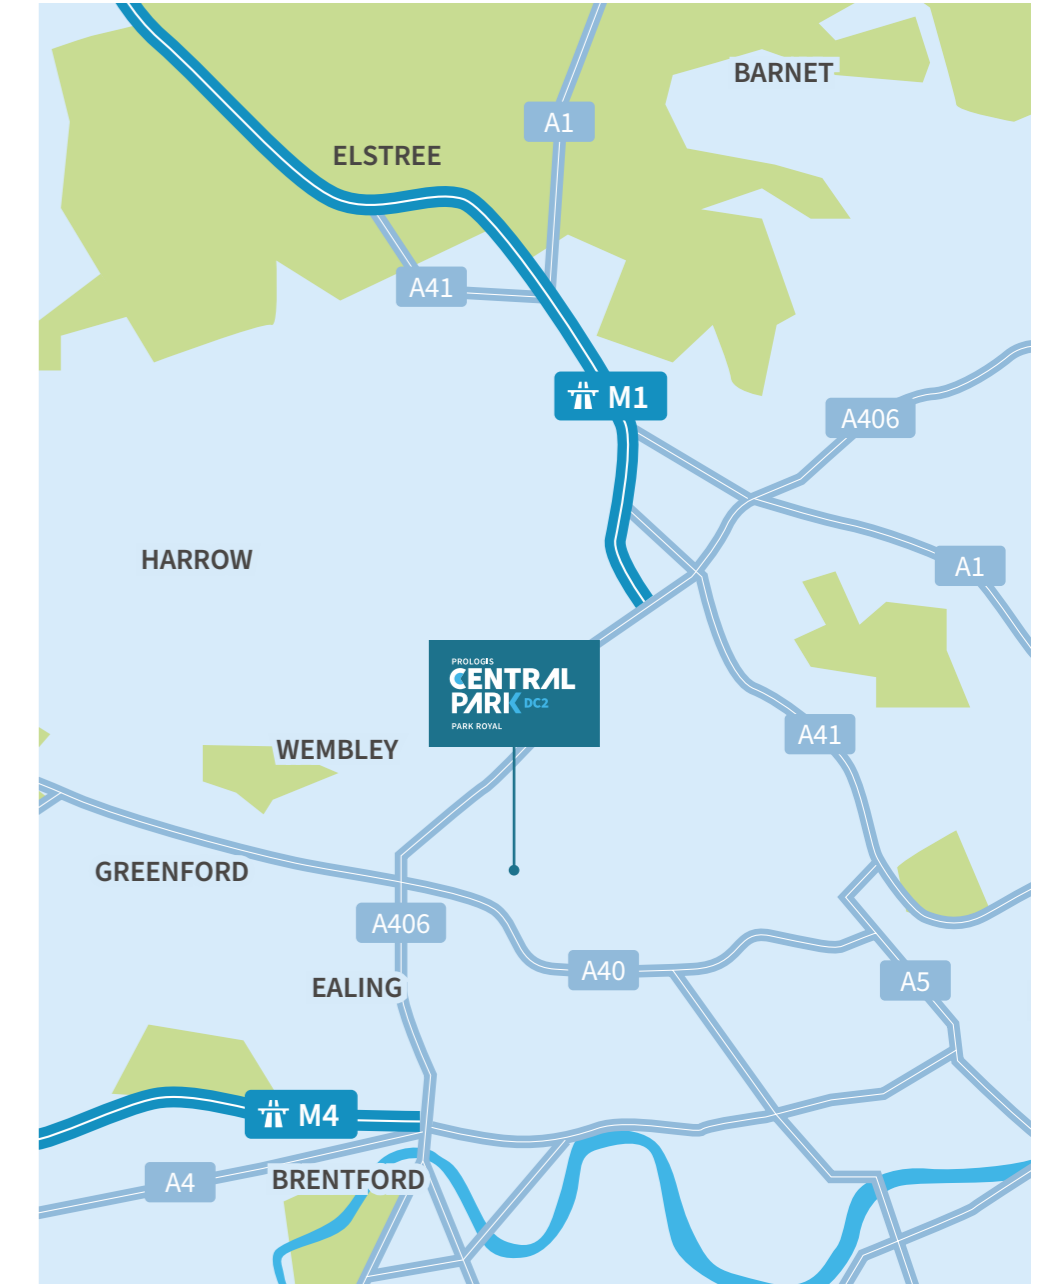 BARNET
A1
ELSTREE
A41
M1
A406
HARROW
A1
PROLOGIS
CENTRAL
PARK DC2
PARK ROYAL
A41
WEMBLEY
GREENFORD
A406
A40
A5
EALING
M4
BRENTFORD
A4